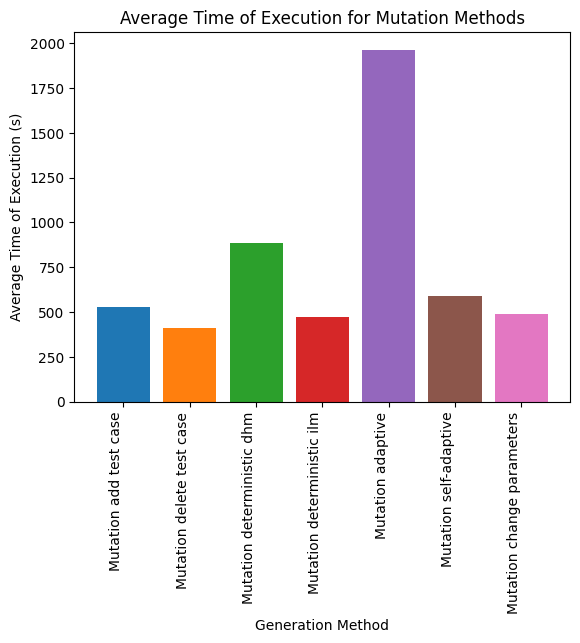 Average Time of Execution for Mutation Methods
Average Time of Execution (s)
2000
1750
1500
1250
1000
750
500
250
0
Mutation add test case
Mutation delete test case
Mutation deterministic dhm
Mutation deterministic ilm
Mutation adaptive
Mutation self-adaptive
Mutation change parameters
Generation Method